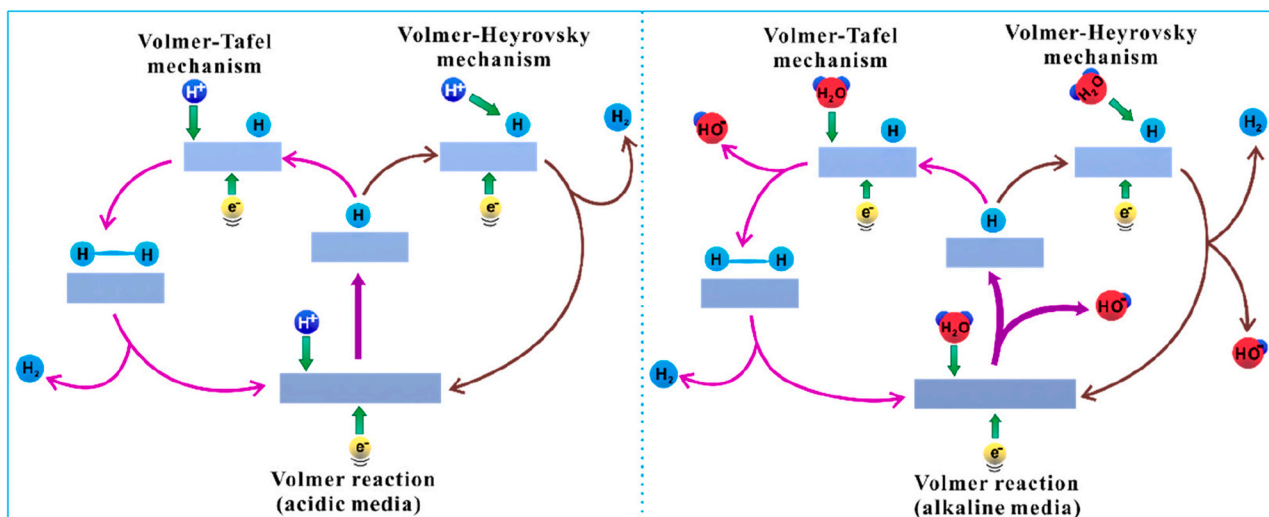 Volmer-Tafel
mechanism
Volmer-Heyrovsky
mechanism
H+
H+
H
H
H₂
e-
e-
H
H
H
H+
H₂
e-
Volmer reaction
(acidic media)
Volmer-Tafel
mechanism
Volmer-Heyrovsky
mechanism
H₂O
H₂O
HO-
H
H
H₂
e-
e-
H
H
H
HO-
H₂O
HO-
H₂
e-
Volmer reaction
(alkaline media)